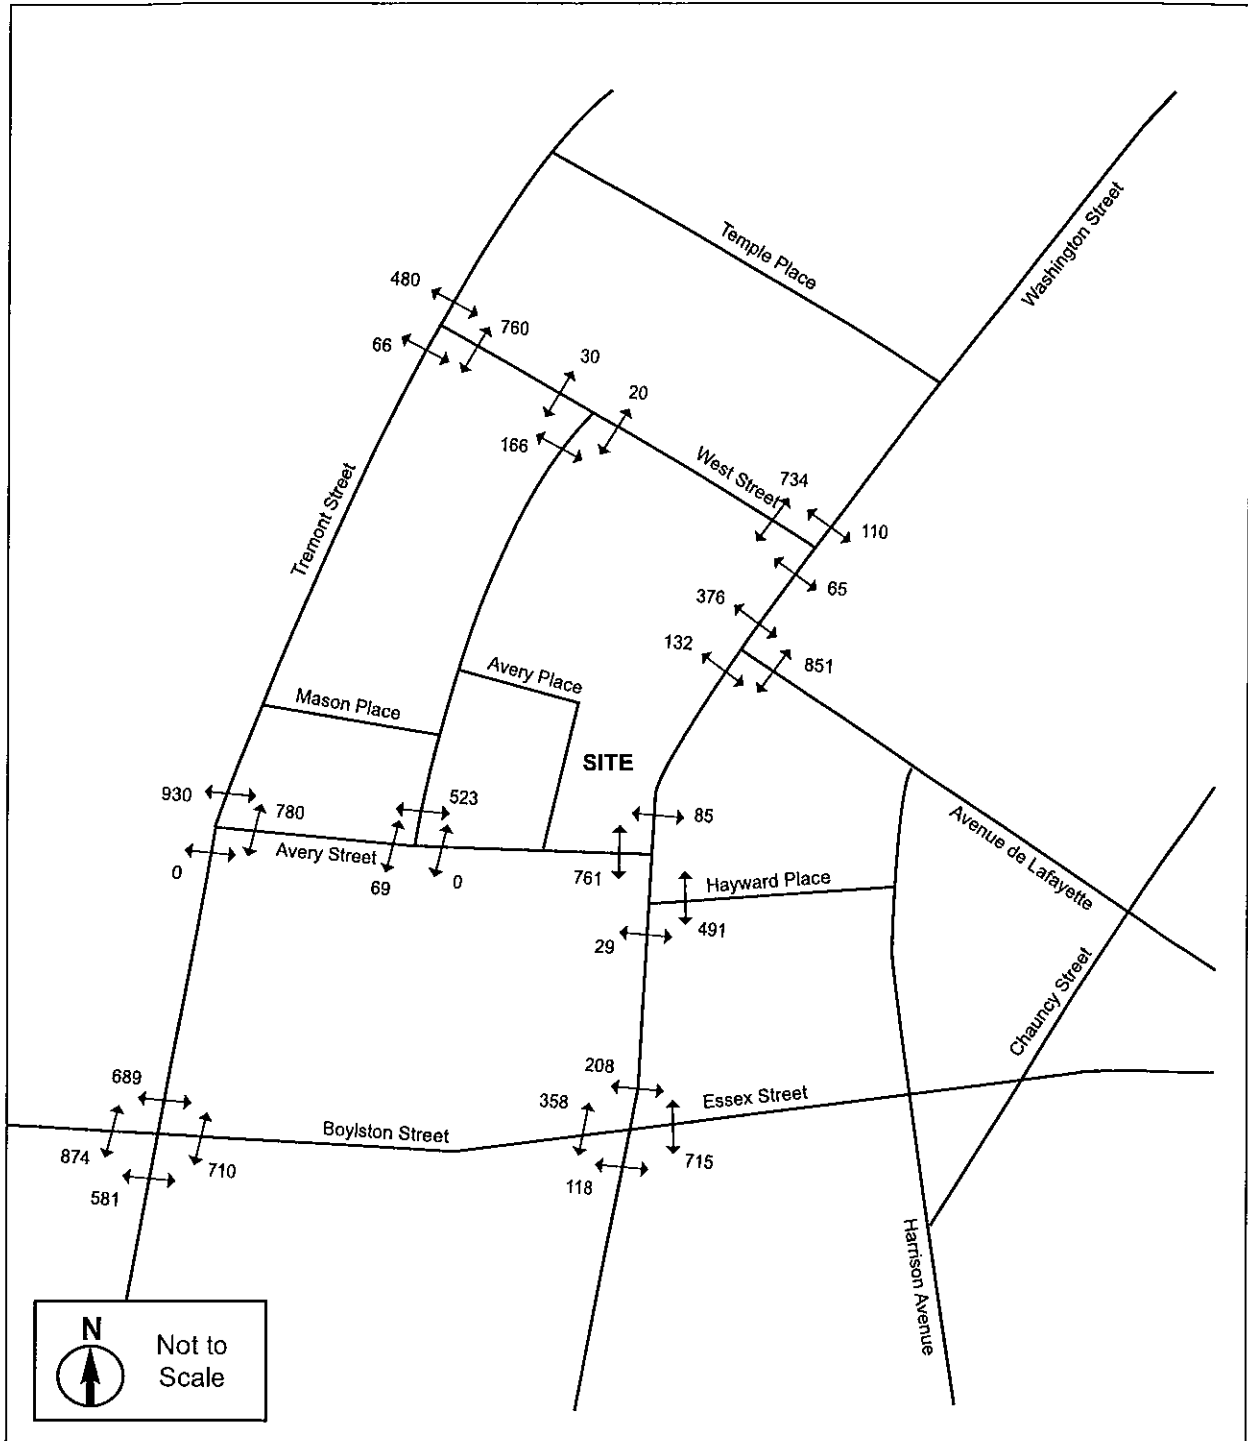 Temple Place
Washington Street
480
760
66
30
20
166
West Street
734
110
Tremont Street
65
376
132
851
Avery Place
Mason Place
SITE
930
780
523
85
Avery Street
0
69
0
761
Hayward Place
491
29
Avenue de Lafayette
Chauncy Street
689
208
358
Essex Street
Boylston Street
874
710
715
581
118
Harrison Avenue
N
Not to
Scale